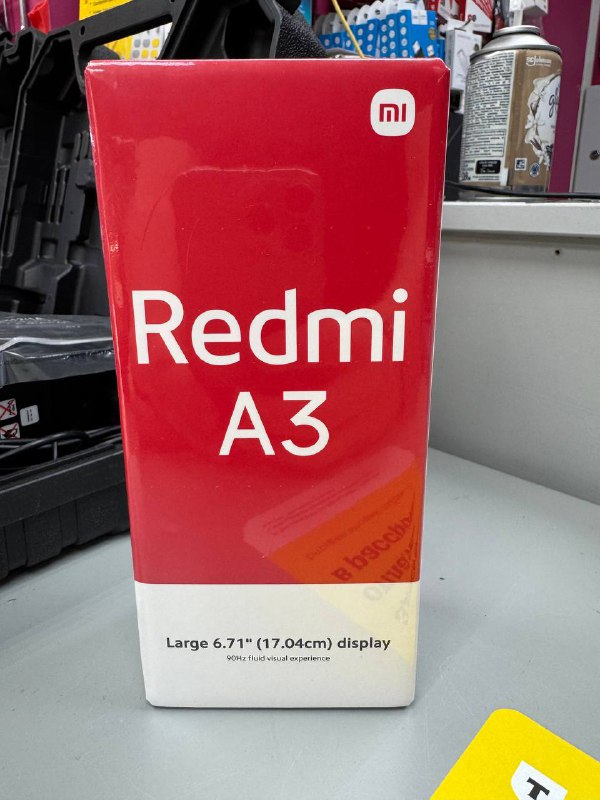 mi
Redmi
A3
Large 6.71" (17.04cm) display
90Hz fluid visual experience